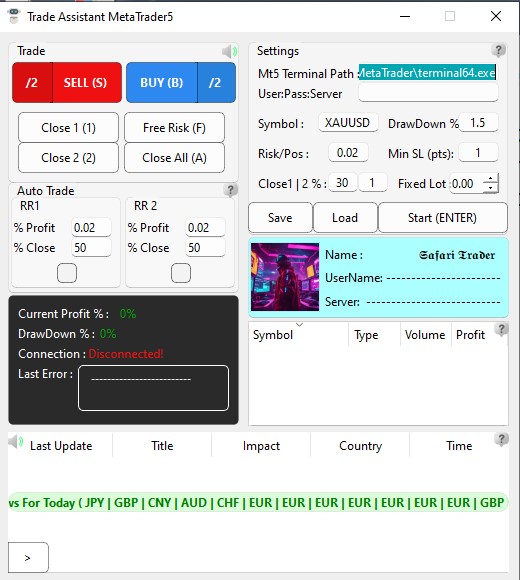 Trade Assistant MetaTrader5
Trade
/2 SELL (S) BUY (B) /2
Close 1 (1) Free Risk (F)
Close 2 (2) Close All (A)
Auto Trade
RR1
% Profit 0.02
% Close 50
RR 2
% Profit 0.02
% Close 50
Current Profit % : 0%
DrawDown % : 0%
Connection : Disconnected!
Last Error : -------------------------
Settings
Mt5 Terminal Path : MetaTrader\terminal64.exe
User:Pass:Server
Symbol : XAUUSD DrawDown % 1.5
Risk/Pos : 0.02 Min SL (pts): 1
Close1 | 2 % : 30 1 Fixed Lot : 0.00
Save Load Start (ENTER)
Name : 𝕾𝖆𝖋𝖆𝖗𝖎 𝕿𝖗𝖆𝖉𝖊𝖗
UserName: -------------------------
Server: -----------------------------
Symbol Type Volume Profit
Last Update Title Impact Country Time
ws For Today ( JPY | GBP | CNY | AUD | CHF | EUR | EUR | EUR | EUR | EUR | EUR | EUR | GBP
>